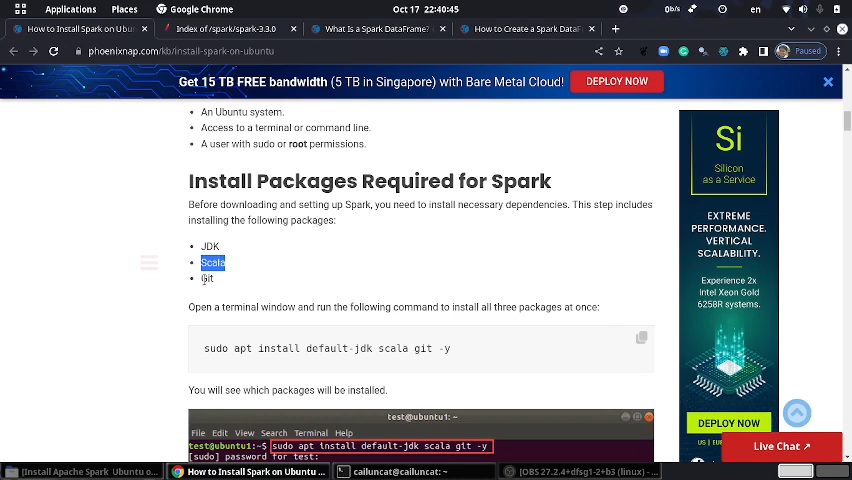 Applications Places Google Chrome Jul 25 20:40:45 0 b/s en
How to Install Spark on Ubun Index of /spark/spark-3.3.0 What Is a Spark DataFrame? How to Create a Spark DataF
phoenixnap.com/kb/install-spark-on-ubuntu Paused
Get 15 TB FREE bandwidth (5 TB in Singapore) with Bare Metal Cloud! DEPLOY NOW
An Ubuntu system.
Access to a terminal or command line.
A user with sudo or root permissions.
Install Packages Required for Spark
Before downloading and setting up Spark, you need to install necessary dependencies. This step includes
installing the following packages:
JDK
Scala
Git
Open a terminal window and run the following command to install all three packages at once:
sudo apt install default-jdk scala git -y
You will see which packages will be installed.
test@ubuntu1: ~
File Edit View Search Terminal Help
test@ubuntu1:~$ sudo apt install default-jdk scala git -y
[sudo] password for test:
Si
Silicon
as a Service
EXTREME
PERFORMANCE.
VERTICAL
SCALABILITY.
Experience 2x
Intel Xeon Gold
6258R systems.
DEPLOY NOW
US | EU
Live Chat ↗
[Install Apache Spark Ubuntu o... How to Install Spark on Ubuntu ... cailuncat@cailuncat: ~ [OBS 27.2.4+dfsg1-2+b3 (linux) -...